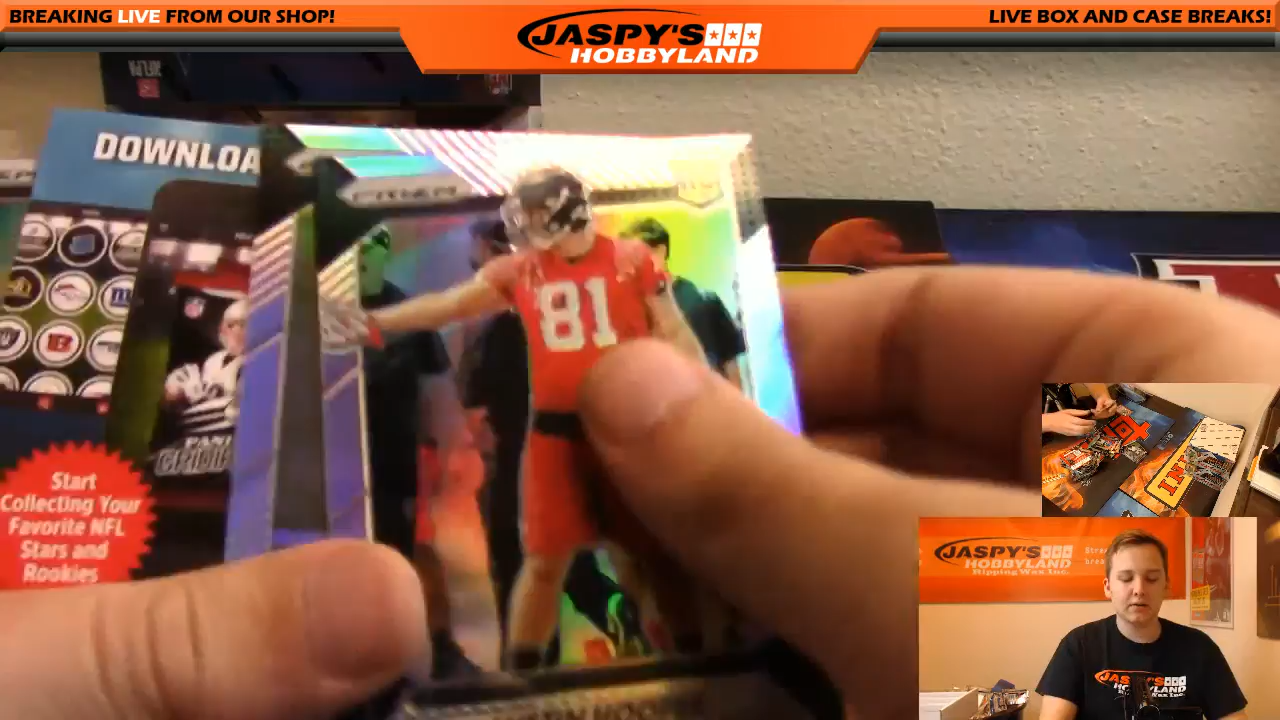 BREAKING LIVE FROM OUR SHOP!
JASPY'S
HOBBYLAND
LIVE BOX AND CASE BREAKS!
DOWNLOA
PRIZM
81
Start
Collecting Your
Favorite NFL
Stars and
Rookies
JASPY'S
HOBBYLAND
Ripping Wax Inc.
JASPY'S
HOBBYLAND